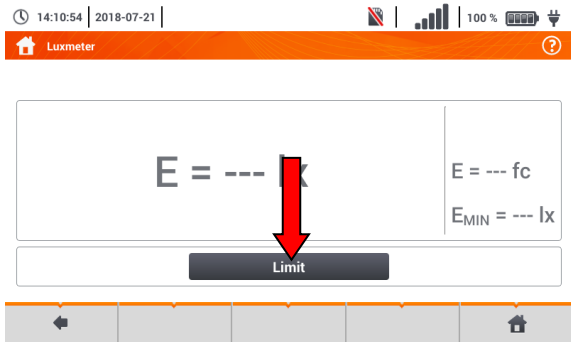 14:10:54 2018-07-21 100 %
Luxmeter ?
E = --- lx
E = --- fc
EMIN = --- lx
Limit